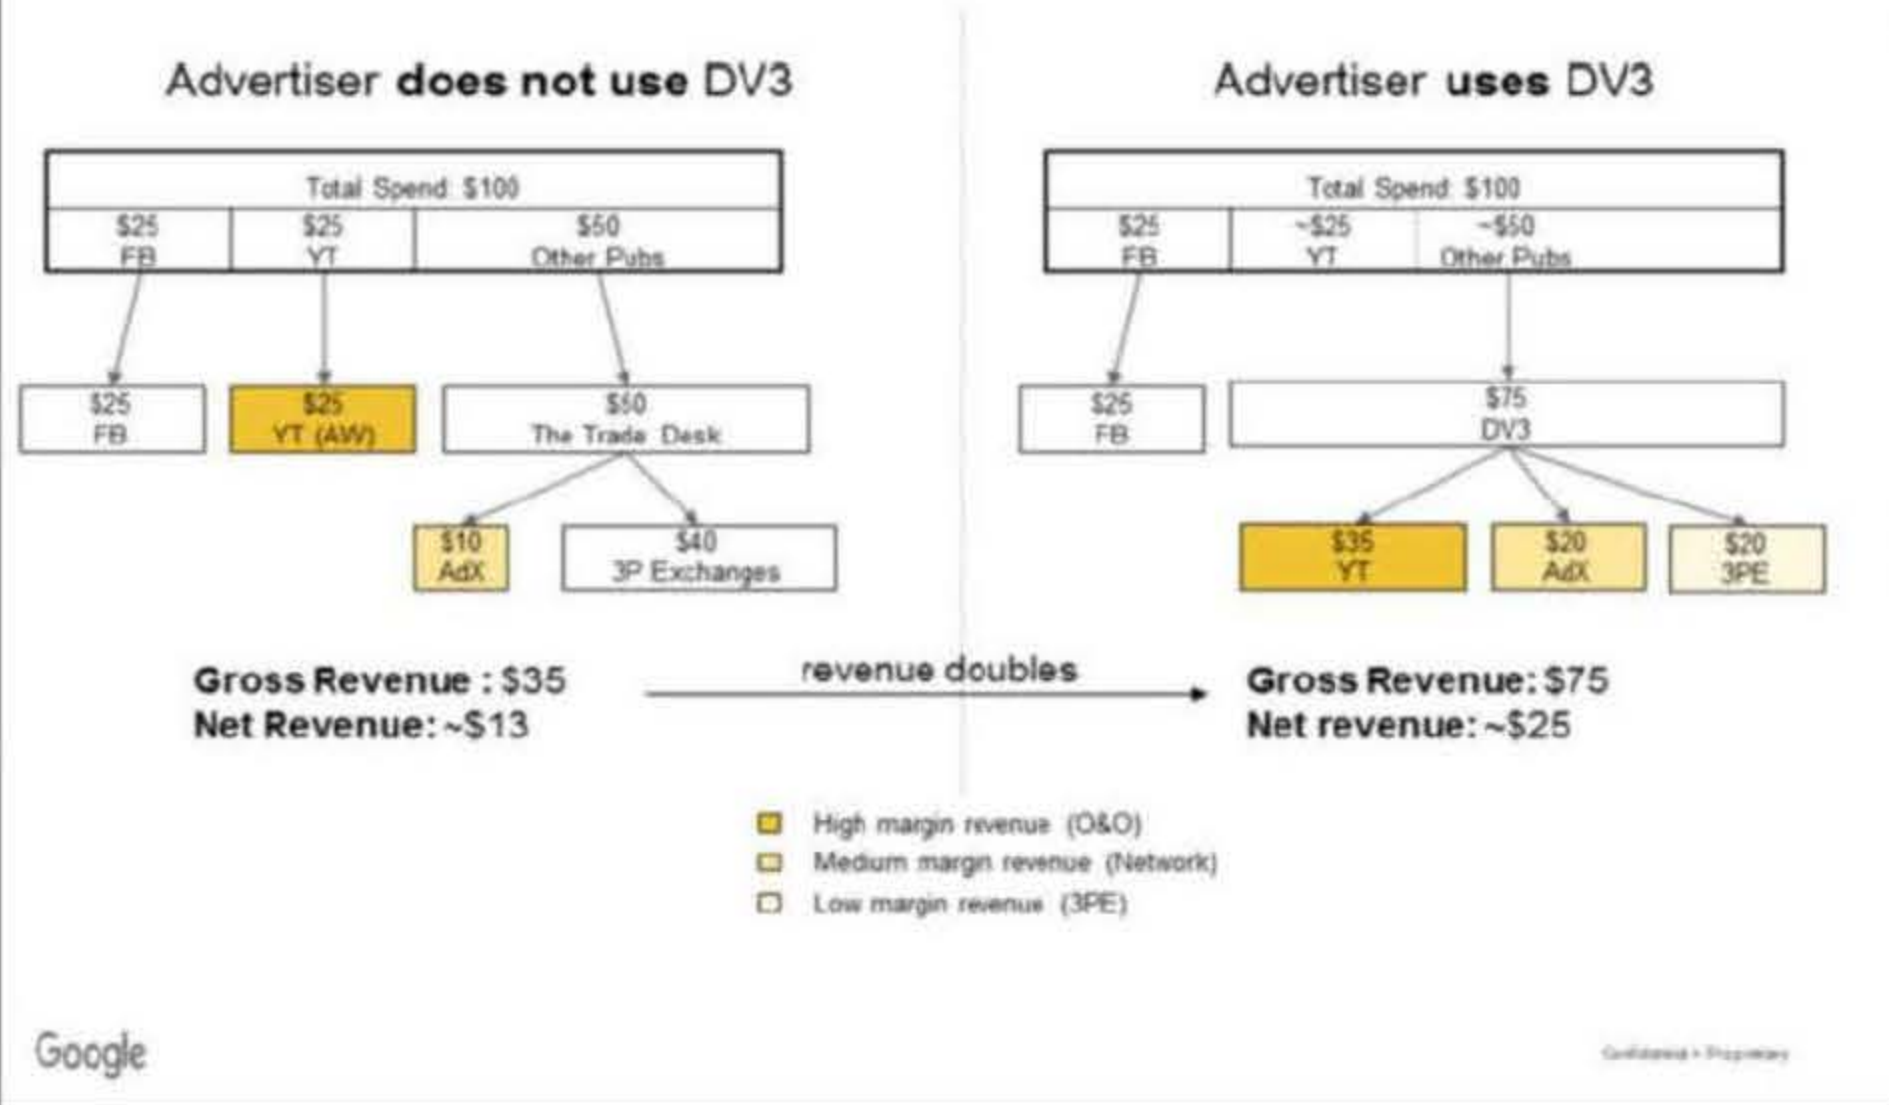 Advertiser does not use DV3
Total Spend: $100
$25
FB
$25
YT
$50
Other Pubs
$25
FB
$25
YT (AW)
$50
The Trade Desk
$10
AdX
$40
3P Exchanges
Gross Revenue : $35
Net Revenue: ~$13
revenue doubles
Advertiser uses DV3
Total Spend: $100
$25
FB
~$25
YT
~$50
Other Pubs
$25
FB
$75
DV3
$35
YT
$20
AdX
$20
3PE
Gross Revenue: $75
Net revenue: ~$25
High margin revenue (O&O)
Medium margin revenue (Network)
Low margin revenue (3PE)
Google
Confidential + Proprietary